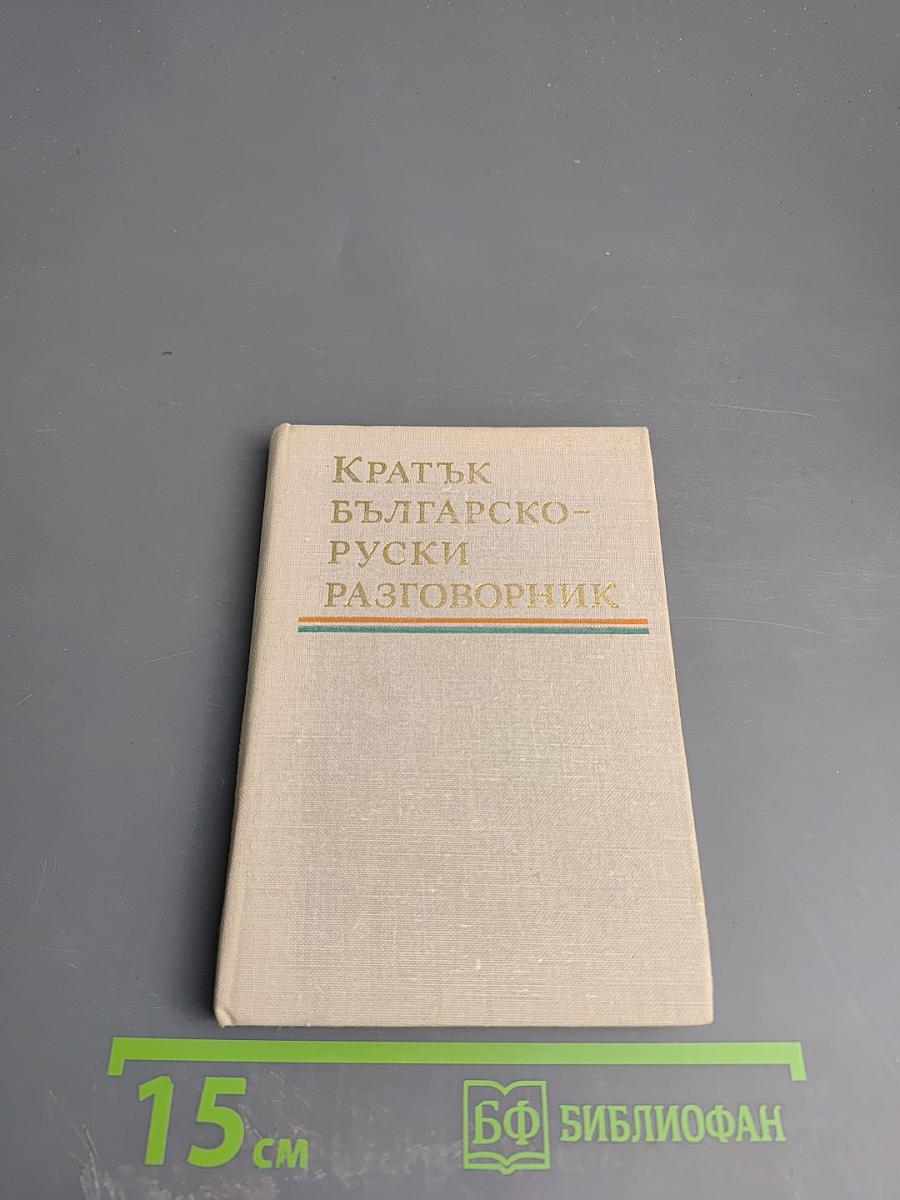 КРАТЪК
БЪЛГАРСКО-
РУСКИ
РАЗГОВОРНИК
15 см
БФ БИБЛИОФАН